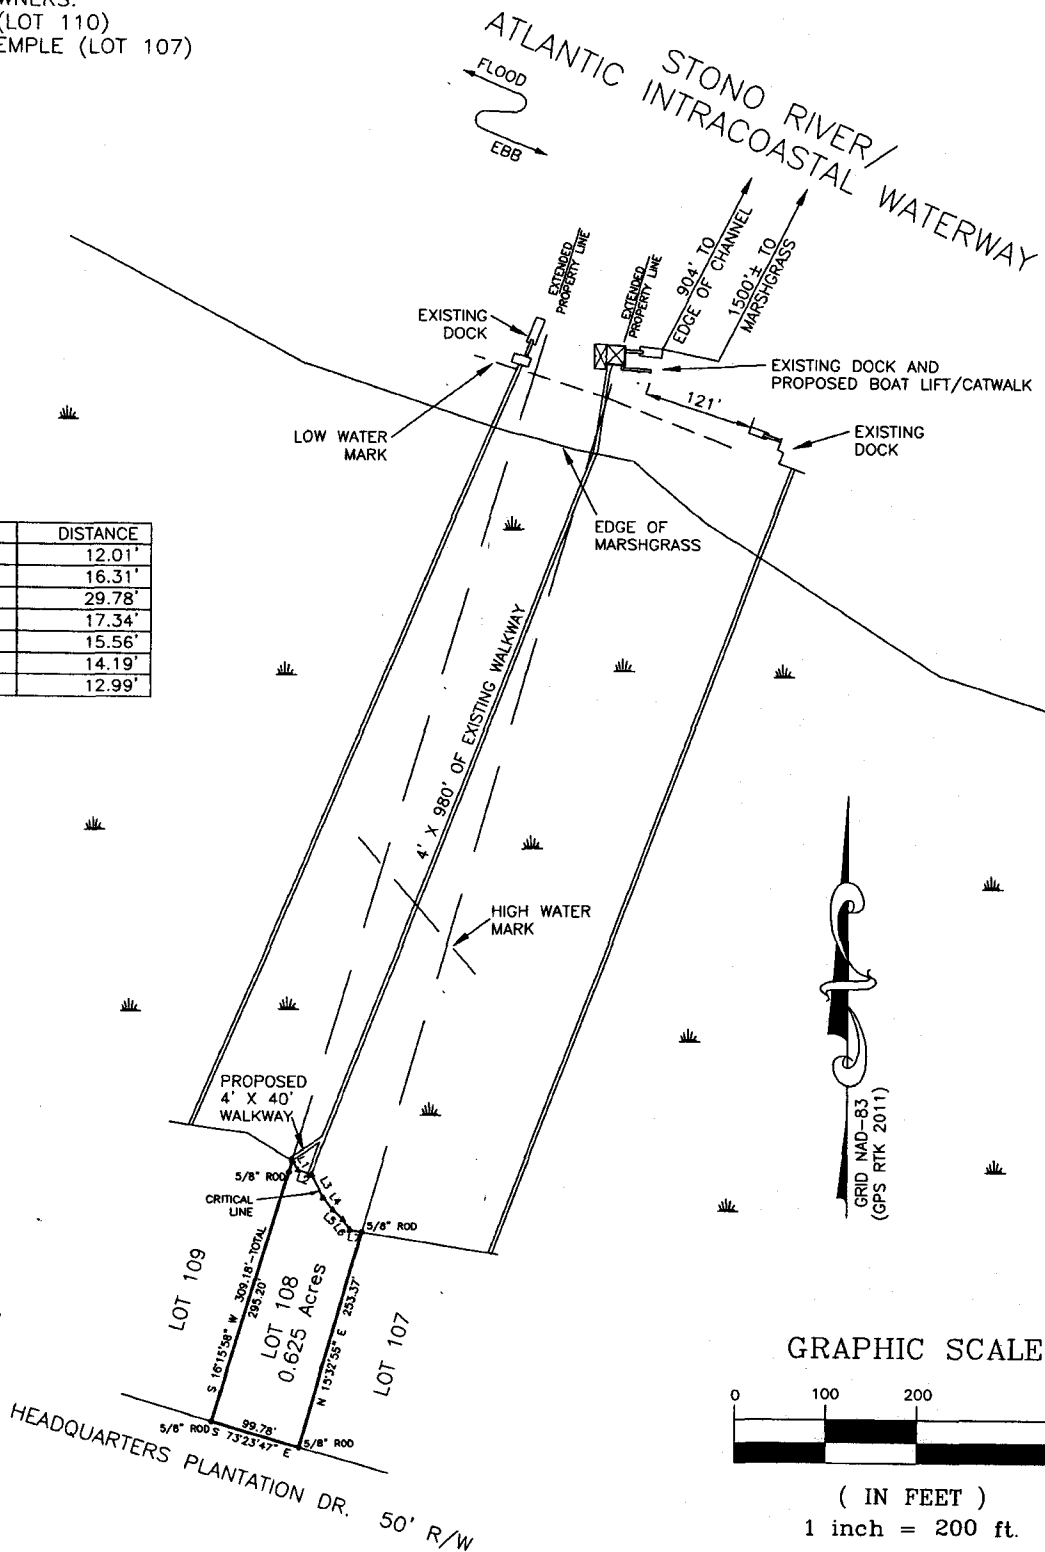 (LOT 110)
EMPLE (LOT 107)
STONO RIVER/
ATLANTIC INTRACOASTAL WATERWAY
FLOOD
EBB
EXTENDED
PROPERTY LINE
EXTENDED
PROPERTY LINE
904' TO
EDGE OF CHANNEL
1500'± TO
MARSHGRASS
EXISTING
DOCK
EXISTING DOCK AND
PROPOSED BOAT LIFT/CATWALK
121'
EXISTING
DOCK
LOW WATER
MARK
EDGE OF
MARSHGRASS
DISTANCE
12.01'
16.31'
29.78'
17.34'
15.56'
14.19'
12.99'
4' X 980' OF EXISTING WALKWAY
HIGH WATER
MARK
PROPOSED
4' X 40'
WALKWAY
L1
L2
L3
L4
L5
L6
L7
5/8" ROD
CRITICAL
LINE
5/8" ROD
GRID NAD-83
(GPS RTK 2011)
LOT 109
S 16°15'58" W 309.18'-TOTAL
295.20'
LOT 108
0.625 Acres
N 15°32'55" E 253.37'
LOT 107
99.78'
S 73°23'47" E
5/8" ROD
5/8" ROD
HEADQUARTERS PLANTATION DR. 50' R/W
GRAPHIC SCALE
0 100 200
( IN FEET )
1 inch = 200 ft.